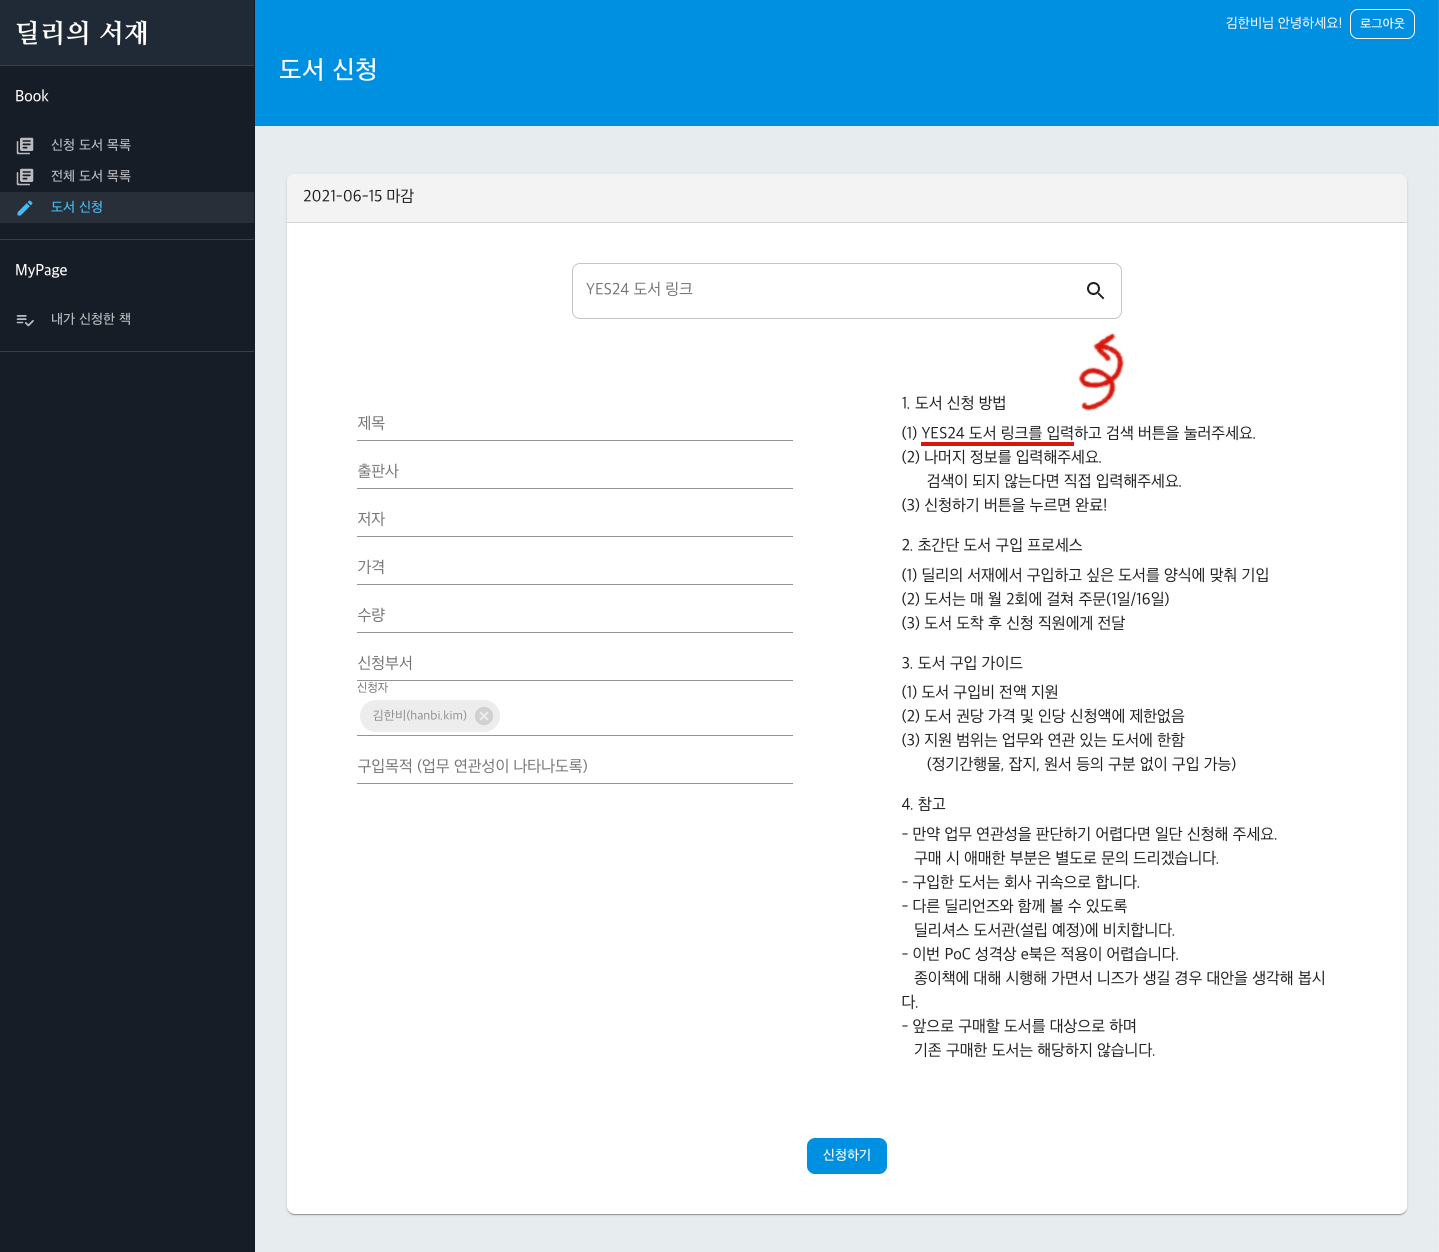 딜리의 서재
Book
신청 도서 목록
전체 도서 목록
도서 신청
MyPage
내가 신청한 책
김한비님 안녕하세요!
로그아웃
도서 신청
2021-06-15 마감
YES24 도서 링크
제목
출판사
저자
가격
수량
신청부서
신청자
김한비(hanbi.kim)
구입목적 (업무 연관성이 나타나도록)
1. 도서 신청 방법
(1) YES24 도서 링크를 입력하고 검색 버튼을 눌러주세요.
(2) 나머지 정보를 입력해주세요.
검색이 되지 않는다면 직접 입력해주세요.
(3) 신청하기 버튼을 누르면 완료!
2. 초간단 도서 구입 프로세스
(1) 딜리의 서재에서 구입하고 싶은 도서를 양식에 맞춰 기입
(2) 도서는 매 월 2회에 걸쳐 주문(1일/16일)
(3) 도서 도착 후 신청 직원에게 전달
3. 도서 구입 가이드
(1) 도서 구입비 전액 지원
(2) 도서 권당 가격 및 인당 신청액에 제한없음
(3) 지원 범위는 업무와 연관 있는 도서에 한함
(정기간행물, 잡지, 원서 등의 구분 없이 구입 가능)
4. 참고
- 만약 업무 연관성을 판단하기 어렵다면 일단 신청해 주세요.
구매 시 애매한 부분은 별도로 문의 드리겠습니다.
- 구입한 도서는 회사 귀속으로 합니다.
- 다른 딜리언즈와 함께 볼 수 있도록
딜리셔스 도서관(설립 예정)에 비치합니다.
- 이번 PoC 성격상 e북은 적용이 어렵습니다.
종이책에 대해 시행해 가면서 니즈가 생길 경우 대안을 생각해 봅시
다.
- 앞으로 구매할 도서를 대상으로 하며
기존 구매한 도서는 해당하지 않습니다.
신청하기